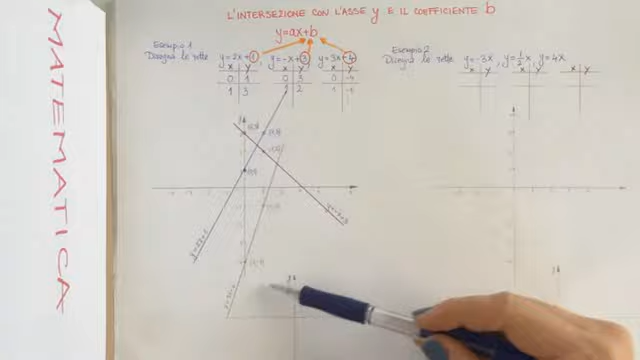 MATEMATICA
L'INTERSEZIONE CON L'ASSE y E IL COEFFICIENTE b
y=ax+b
Esempio 1
Disegna le rette
y=2x+1
x y
0 1
1 3
y=-x+3
x y
0 3
1 2
y=3x-4
x y
0 -4
1 -1
Esempio 2
Disegna le rette y=-3x, y=½x, y=4x
x y
x y
x y
y=-x+3